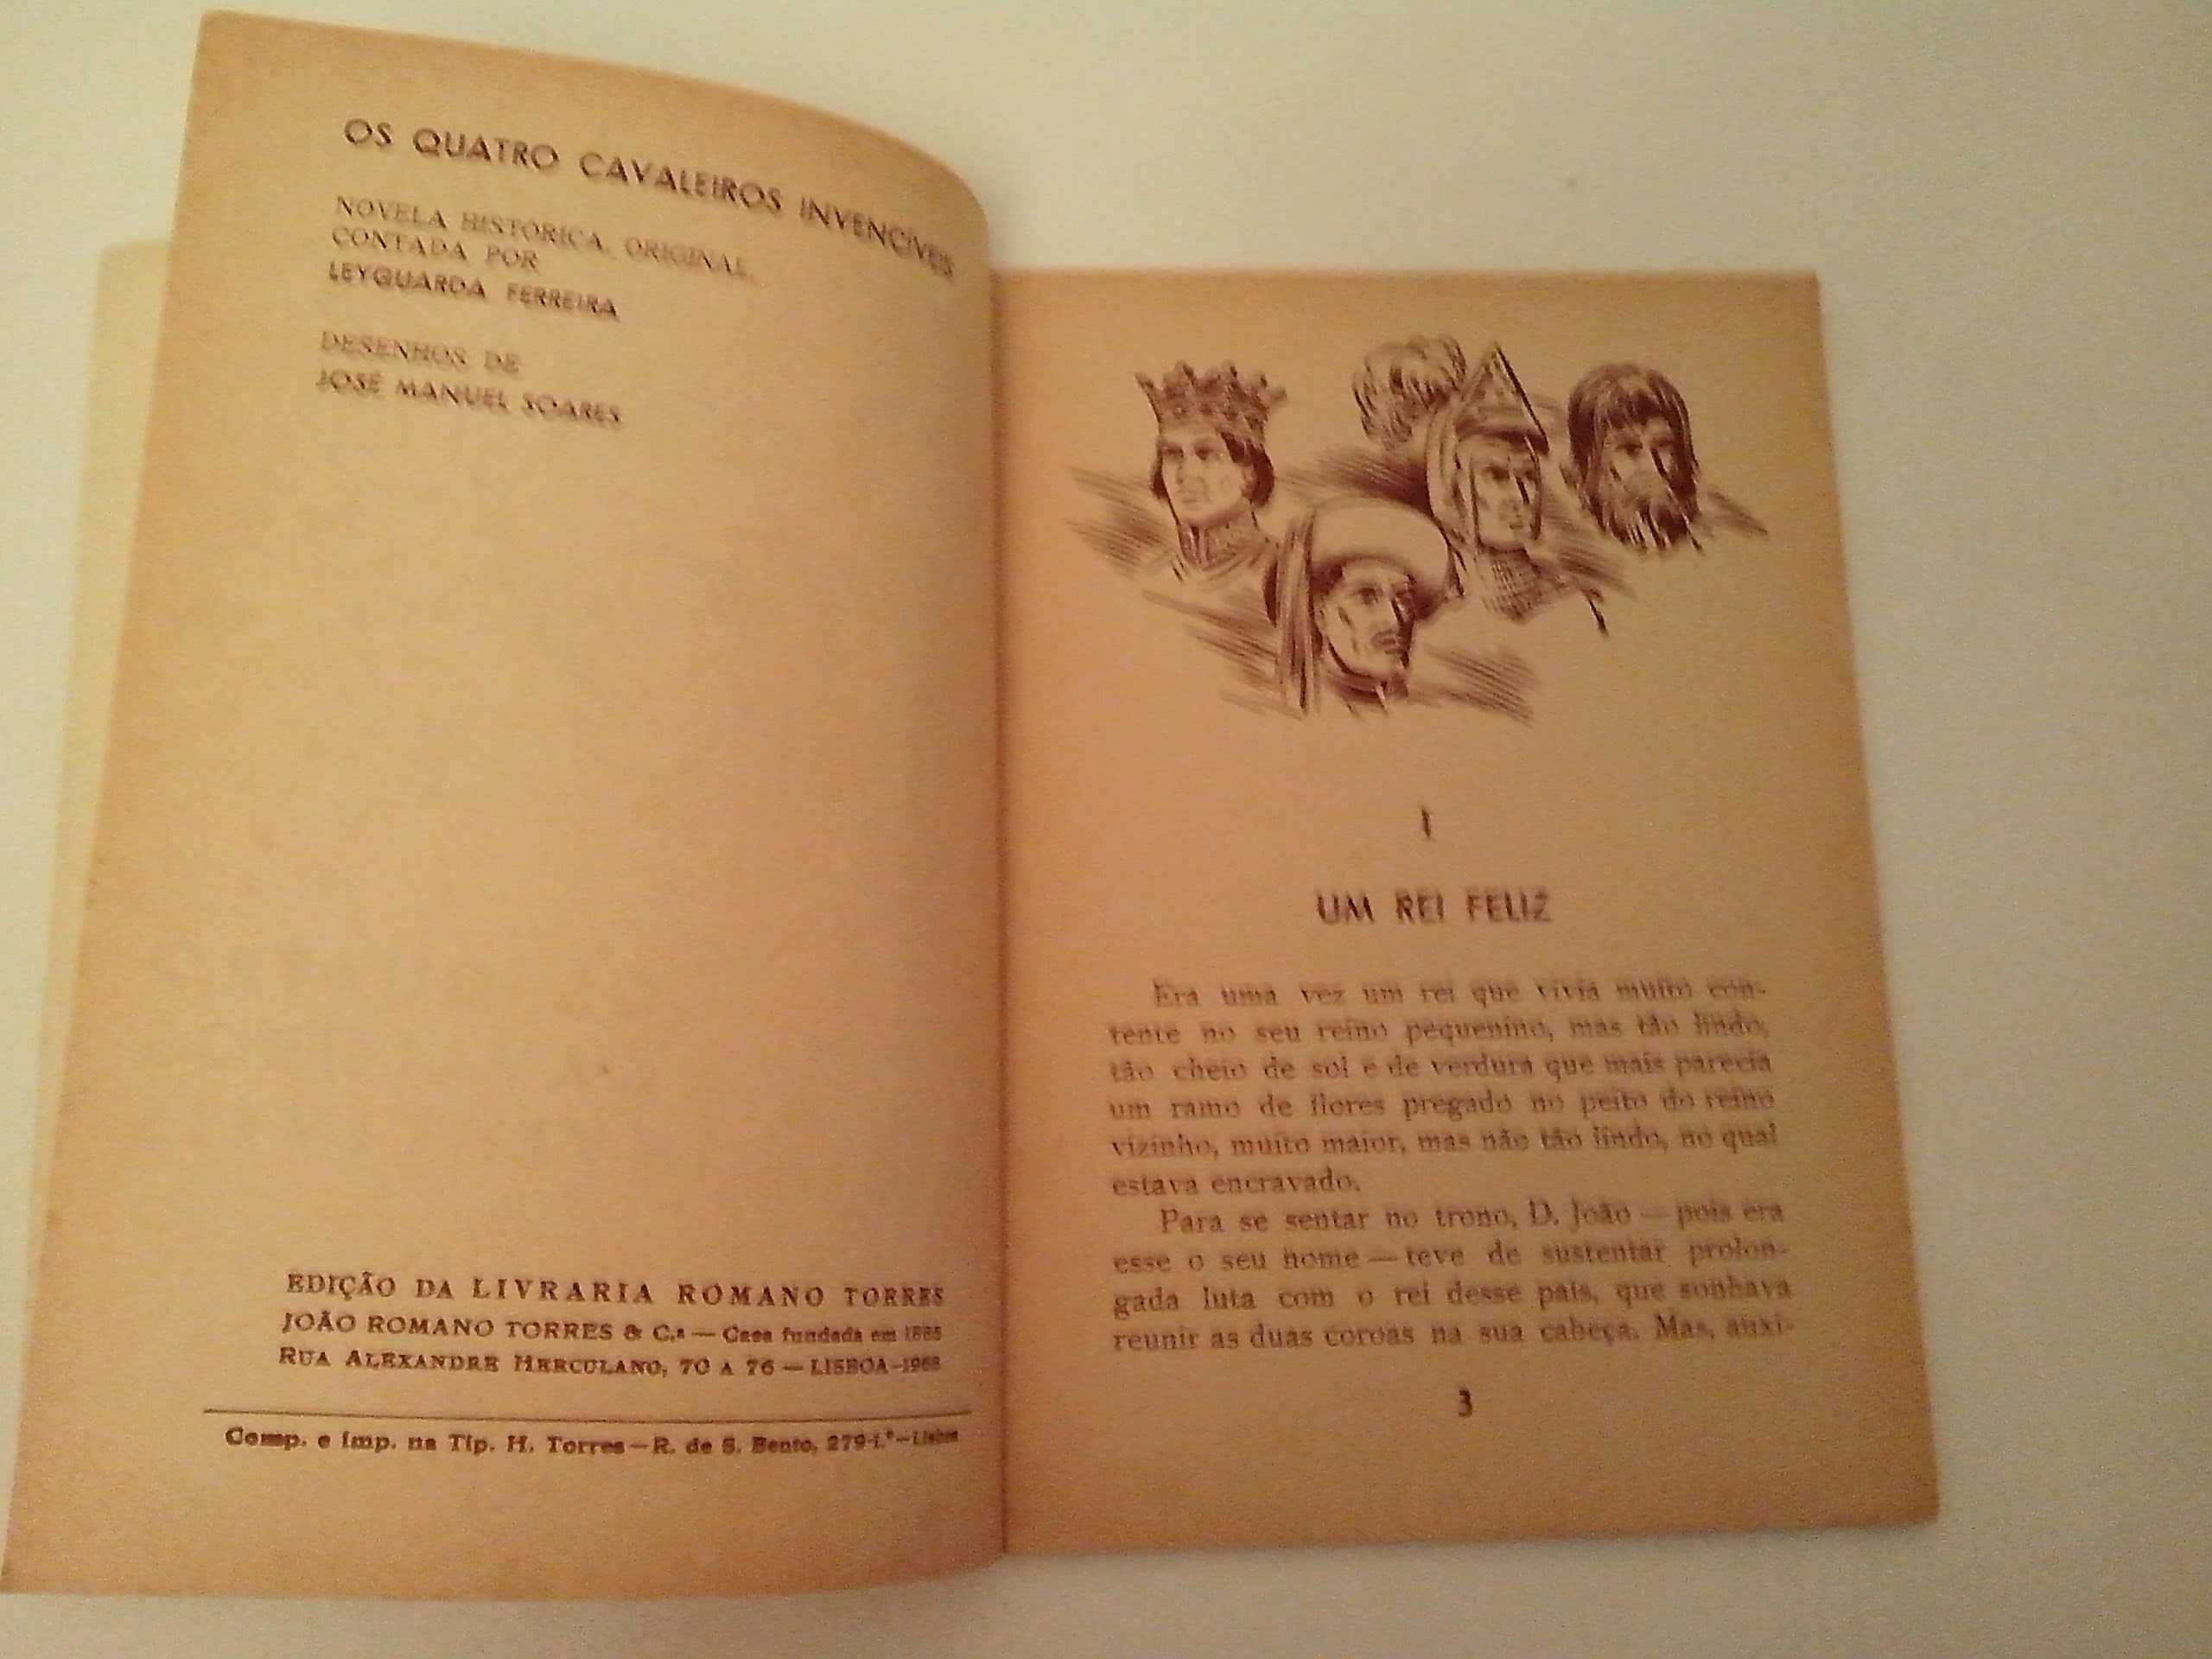 OS QUATRO CAVALEIROS INVENCÍVEIS
NOVELA HISTÓRICA, ORIGINAL,
CONTADA POR
LEYGUARDA FERREIRA
DESENHOS DE
JOSÉ MANUEL SOARES
EDIÇÃO DA LIVRARIA ROMANO TORRES
JOÃO ROMANO TORRES & C.ª — Casa fundada em 1885
RUA ALEXANDRE HERCULANO, 70 A 76 — LISBOA-1968
Comp. e imp. na Tip. H. Torres — R. de S. Bento, 279-1.º — Lisboa
I
UM REI FELIZ
Era uma vez um rei que vivia muito con-
tente no seu reino pequenino, mas tão lindo,
tão cheio de sol e de verdura que mais parecia
um ramo de flores pregado no peito do reino
vizinho, muito maior, mas não tão lindo, no qual
estava encravado.
Para se sentar no trono, D. João — pois era
esse o seu nome — teve de sustentar prolon-
gada luta com o rei desse país, que sonhava
reunir as duas coroas na sua cabeça. Mas, auxi-
3